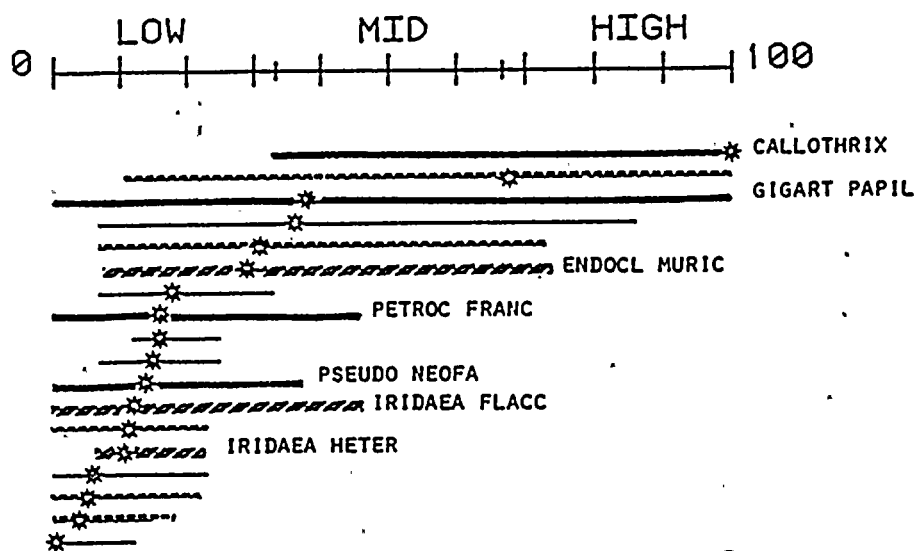 LOW MID HIGH
0 100
CALLOTHRIX
GIGART PAPIL
ENDOCL MURIC
PETROC FRANC
PSEUDO NEOFA
IRIDAEA FLACC
IRIDAEA HETER